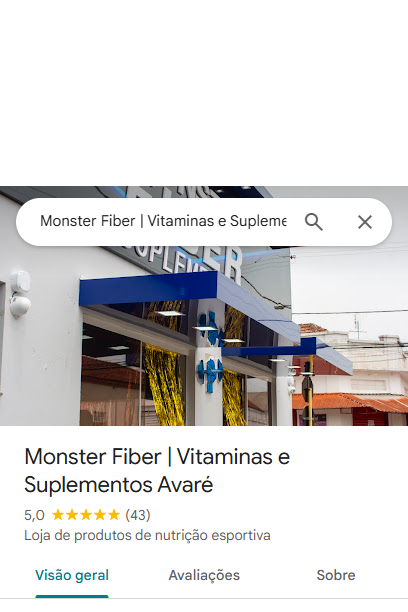 Monster Fiber | Vitaminas e Supleme
SUPLEM
Monster Fiber | Vitaminas e
Suplementos Avaré
5,0 ★★★★★ (43)
Loja de produtos de nutrição esportiva
Visão geral Avaliações Sobre